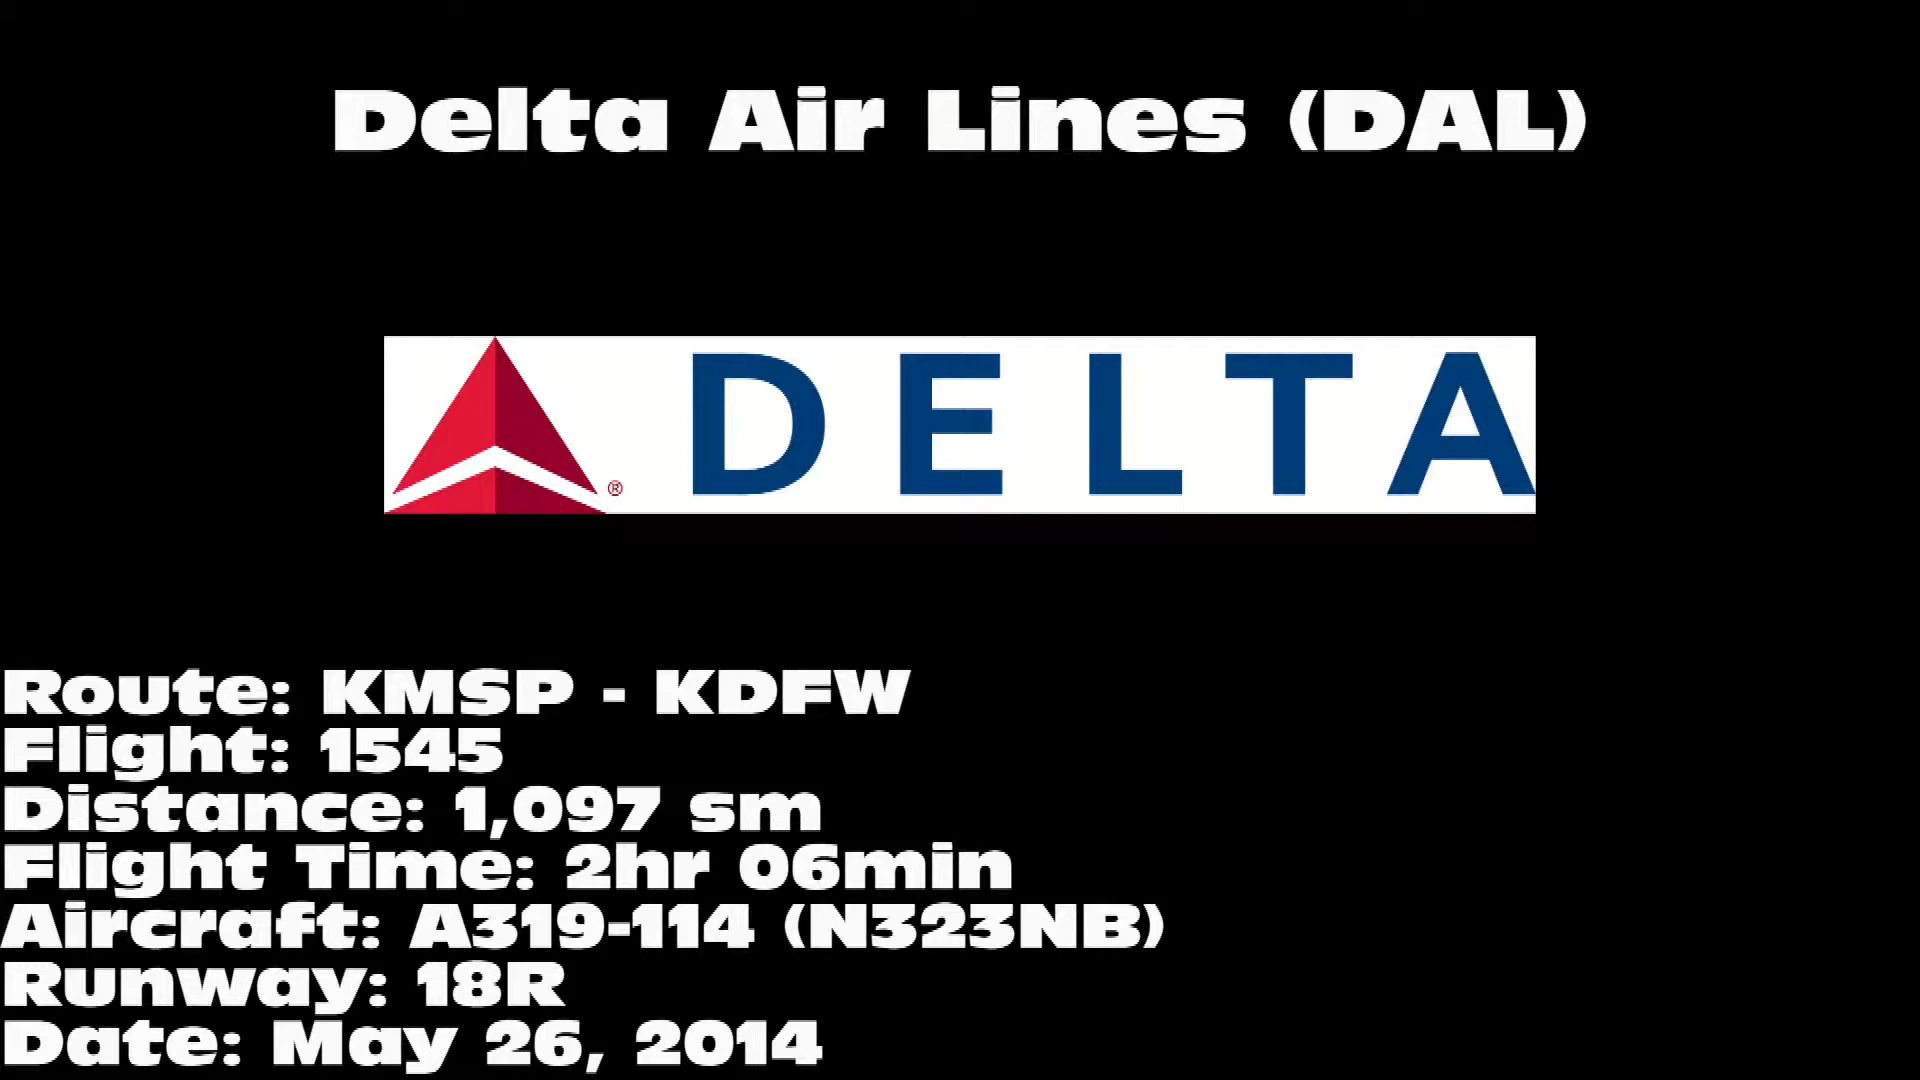 Delta Air Lines (DAL)
® DELTA
Route: KMSP - KDFW
Flight: 1545
Distance: 1,097 sm
Flight Time: 2hr 06min
Aircraft: A319-114 (N323NB)
Runway: 18R
Date: May 26, 2014